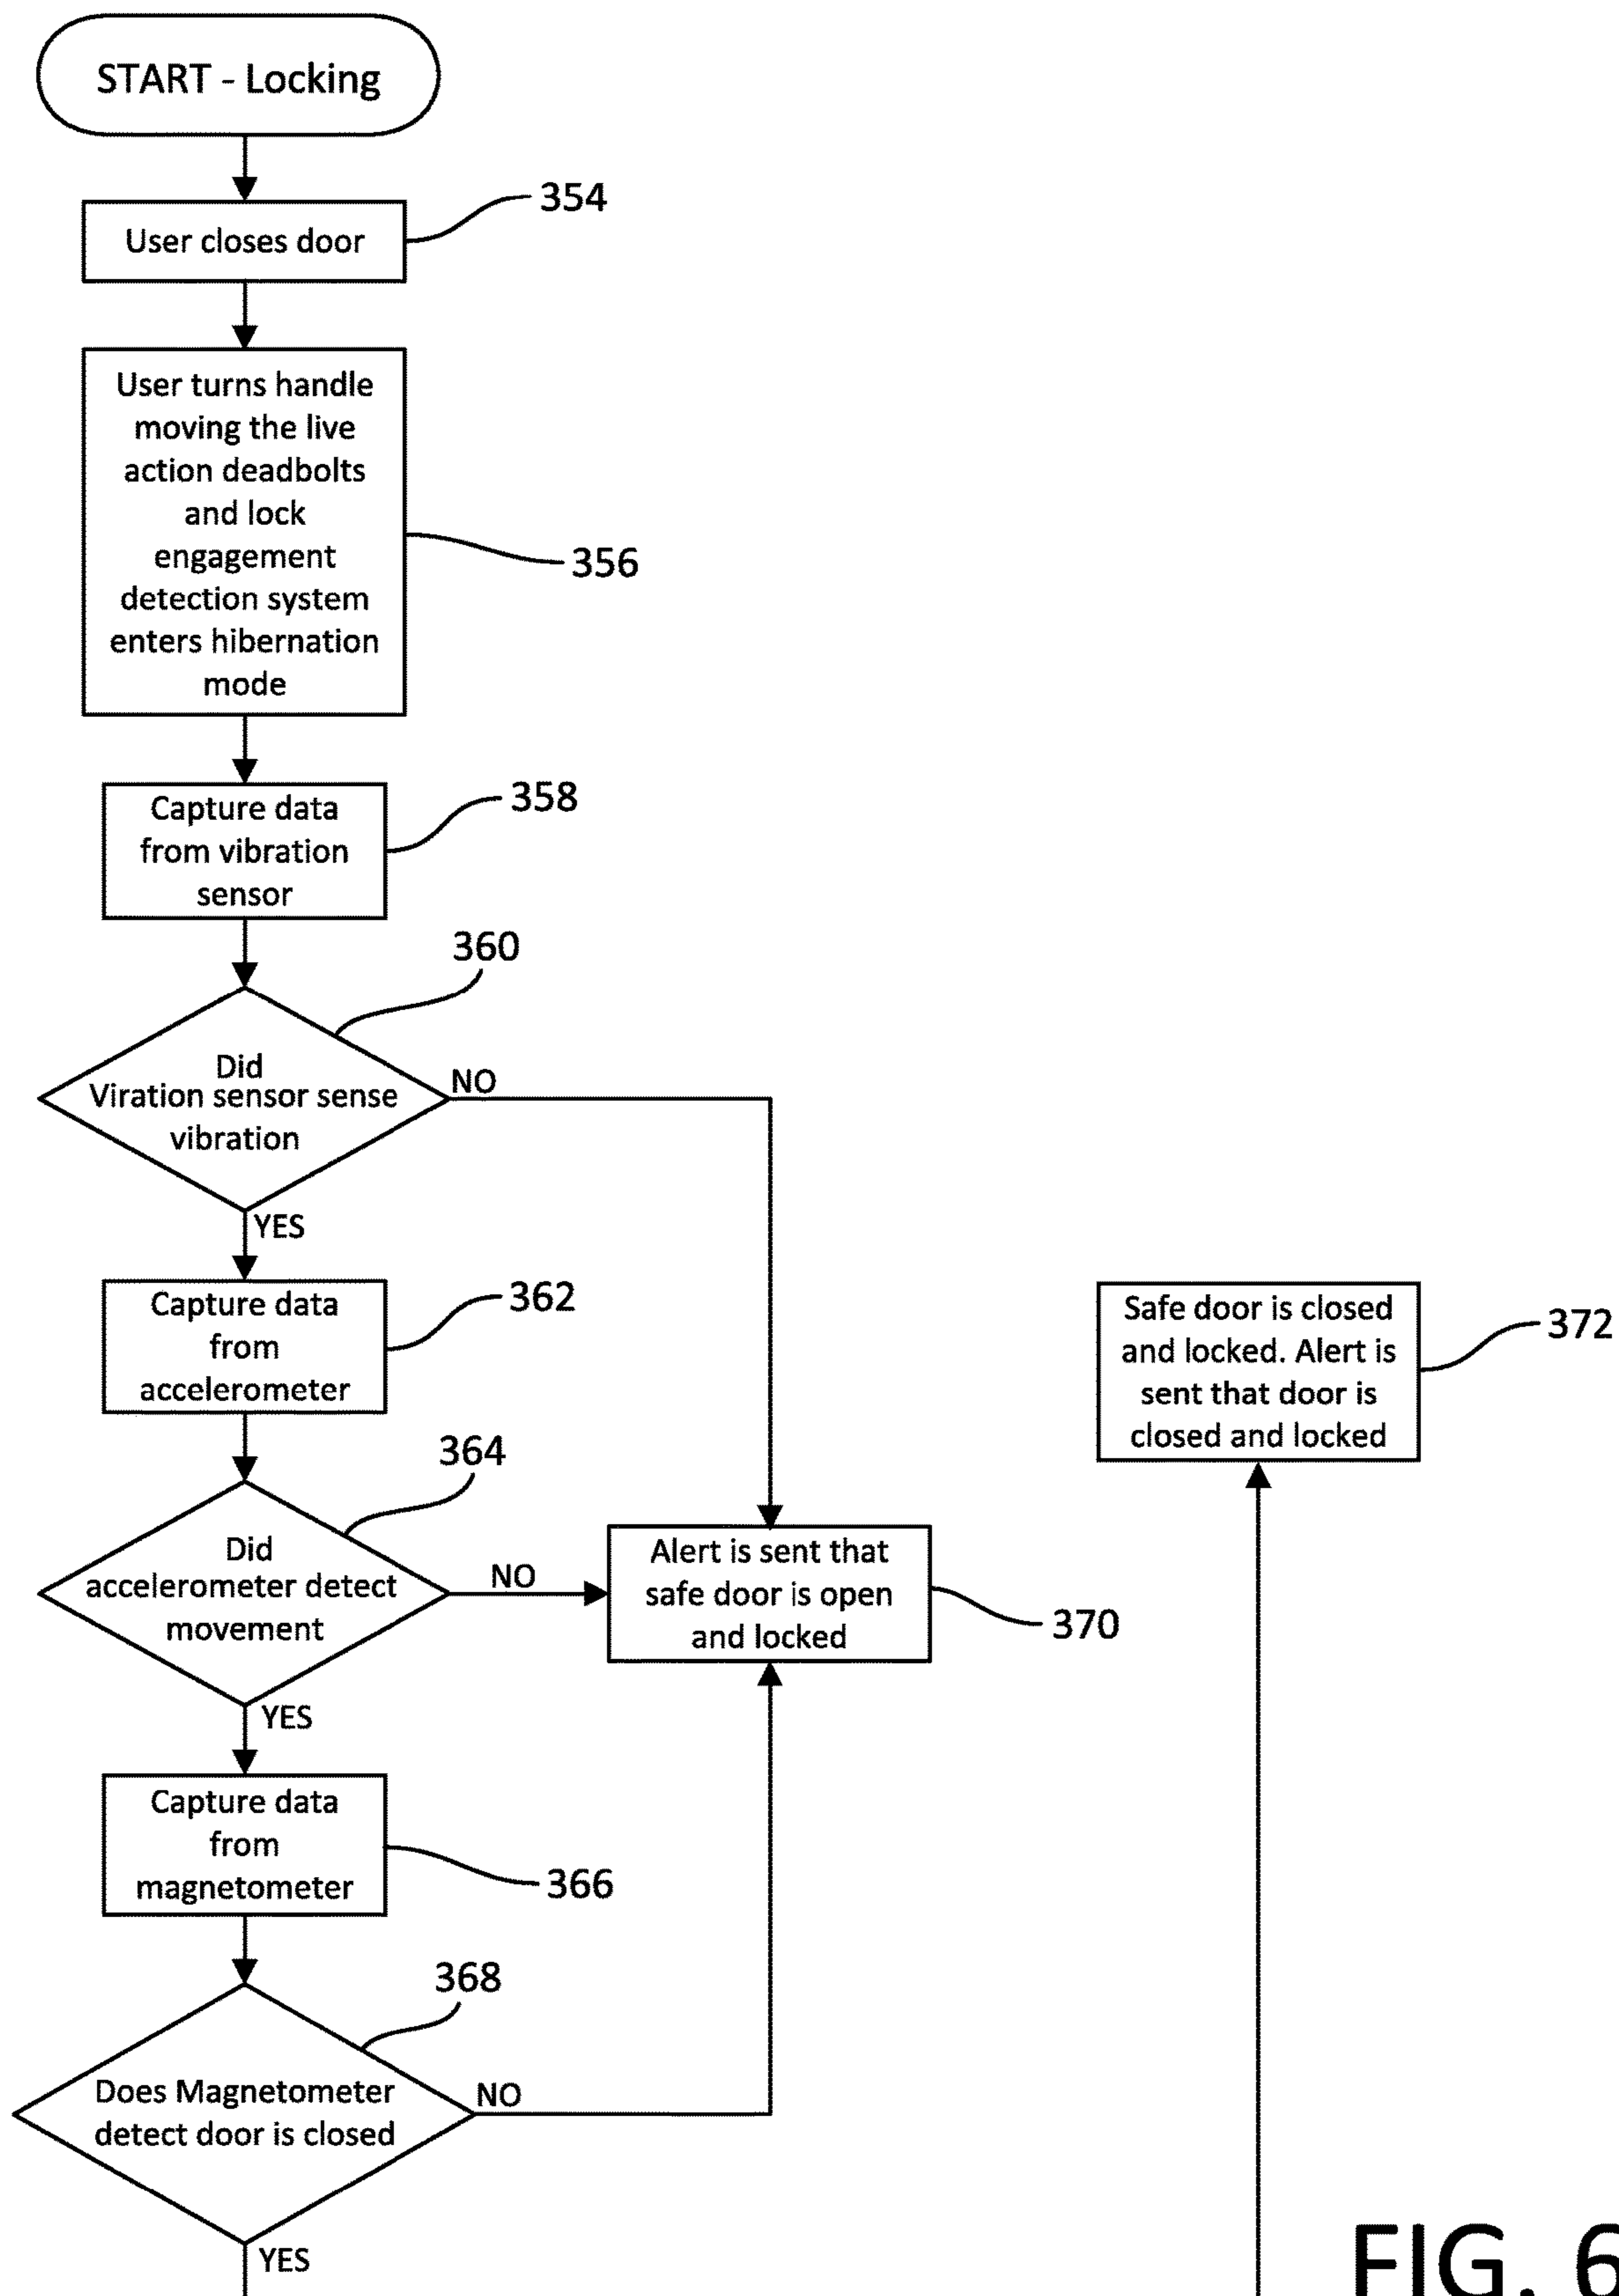 START - Locking
User closes door
354
User turns handle
moving the live
action deadbolts
and lock
engagement
detection system
enters hibernation
mode
356
Capture data
from vibration
sensor
358
360
Did
Viration sensor sense
vibration
NO
YES
Capture data
from
accelerometer
362
Safe door is closed
and locked. Alert is
sent that door is
closed and locked
372
364
Did
accelerometer detect
movement
NO
YES
Alert is sent that
safe door is open
and locked
370
Capture data
from
magnetometer
366
368
Does Magnetometer
detect door is closed
NO
YES
FIG. 6